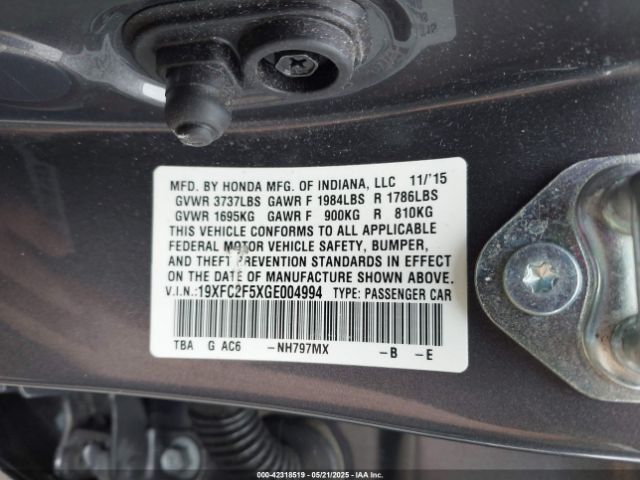 MFD. BY HONDA MFG. OF INDIANA, LLC 11/'15
GVWR 3737LBS GAWR F 1984LBS R 1786LBS
GVWR 1695KG GAWR F 900KG R 810KG
THIS VEHICLE CONFORMS TO ALL APPLICABLE
FEDERAL MOTOR VEHICLE SAFETY, BUMPER,
AND THEFT PREVENTION STANDARDS IN EFFECT
ON THE DATE OF MANUFACTURE SHOWN ABOVE.
V.I.N.:19XFC2F5XGE004994 TYPE: PASSENGER CAR
TBA G AC6 -NH797MX -B -E
000-42318519 - 05/21/2025 - IAAI.COM